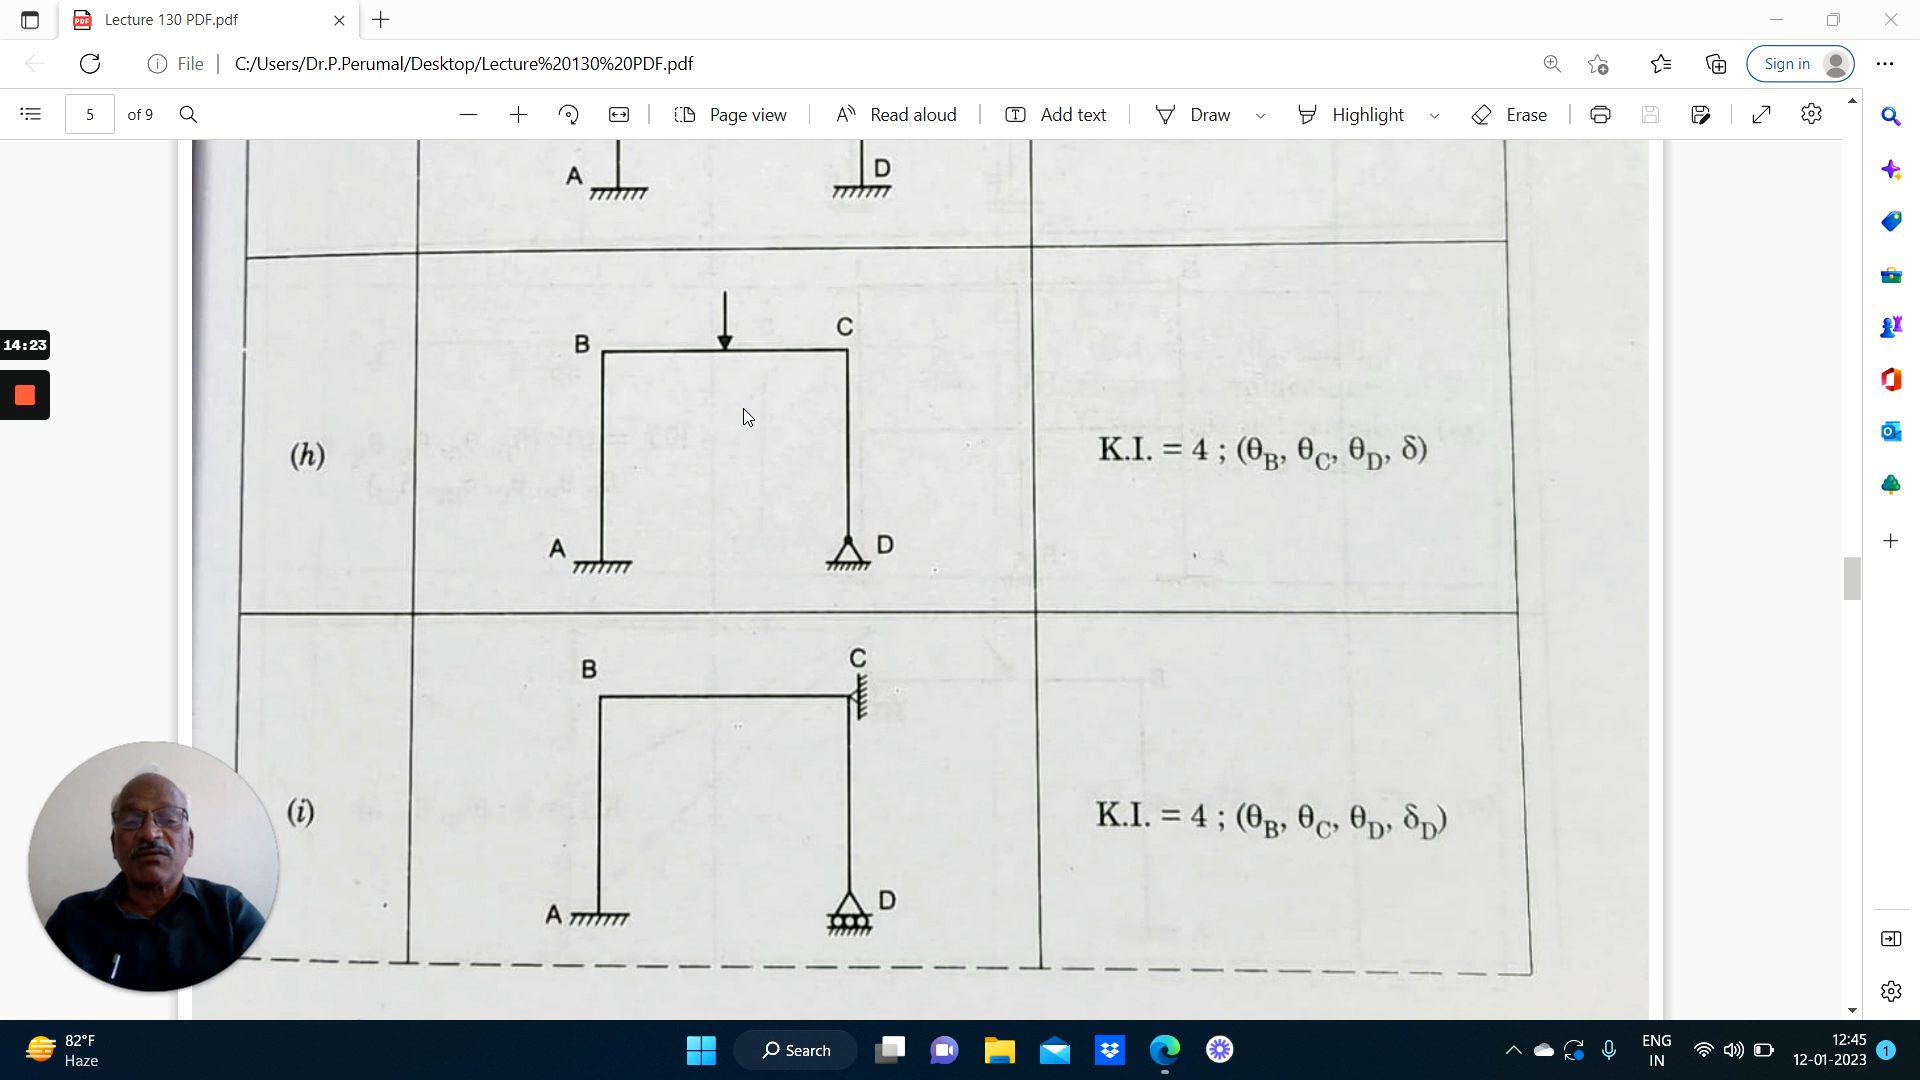 Lecture 130 PDF.pdf
File
C:/Users/Dr.P.Perumal/Desktop/Lecture%20130%20PDF.pdf
Sign in
5 of 9
Page view
Read aloud
Add text
Draw
Highlight
Erase
A D
14:23
(h)
B C
A D
K.I. = 4 ; (θB, θC, θD, δ)
(i)
B C
A D
K.I. = 4 ; (θB, θC, θD, δD)
82°F
Haze
Search
ENG
IN
12:45
12-01-2023
1